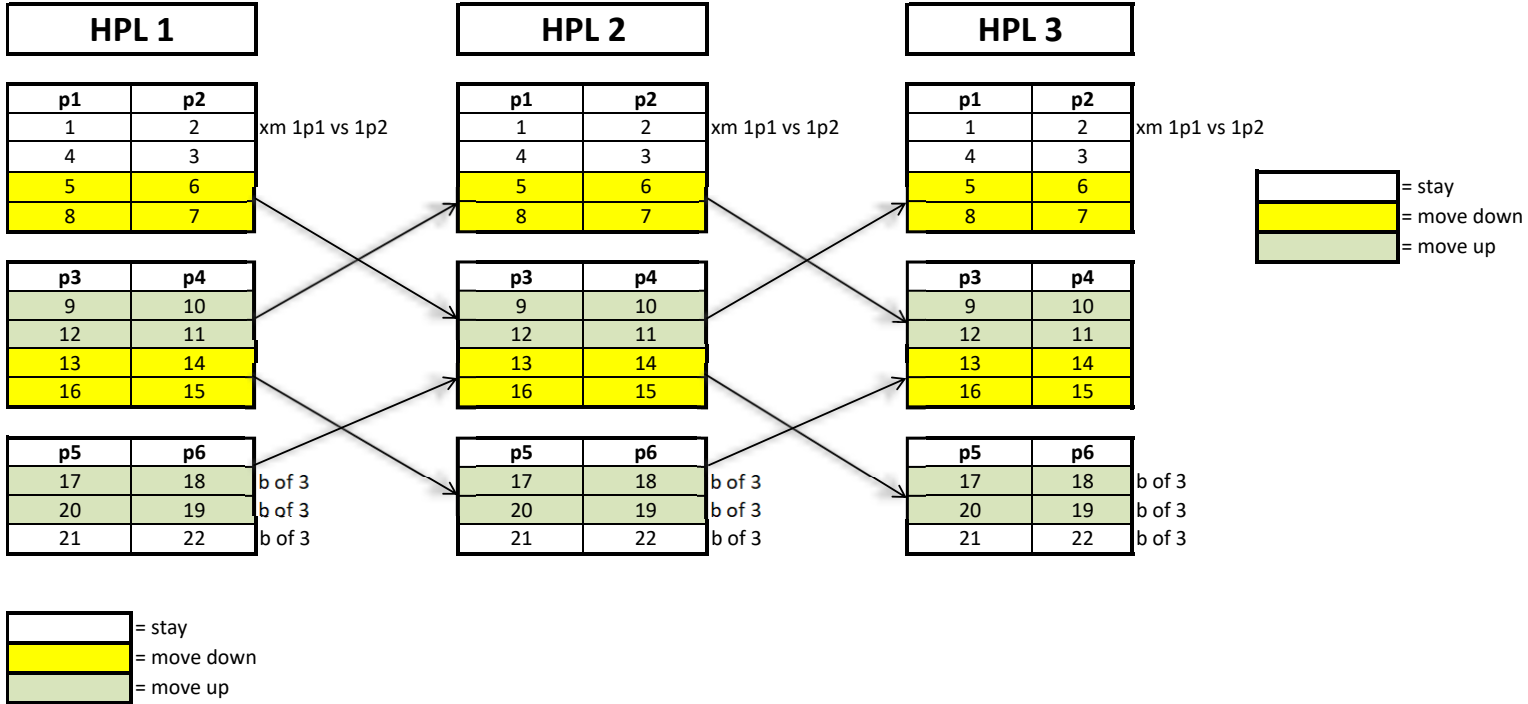 HPL 1 HPL 2 HPL 3
p1 p2 p1 p2 p1 p2
1 2 xm 1p1 vs 1p2 1 2 xm 1p1 vs 1p2 1 2 xm 1p1 vs 1p2
4 3 4 3 4 3
5 6 5 6 5 6 = stay
8 7 8 7 8 7 = move down
= move up
p3 p4 p3 p4 p3 p4
9 10 9 10 9 10
12 11 12 11 12 11
13 14 13 14 13 14
16 15 16 15 16 15
p5 p6 p5 p6 p5 p6
17 18 b of 3 17 18 b of 3 17 18 b of 3
20 19 b of 3 20 19 b of 3 20 19 b of 3
21 22 b of 3 21 22 b of 3 21 22 b of 3
= stay
= move down
= move up